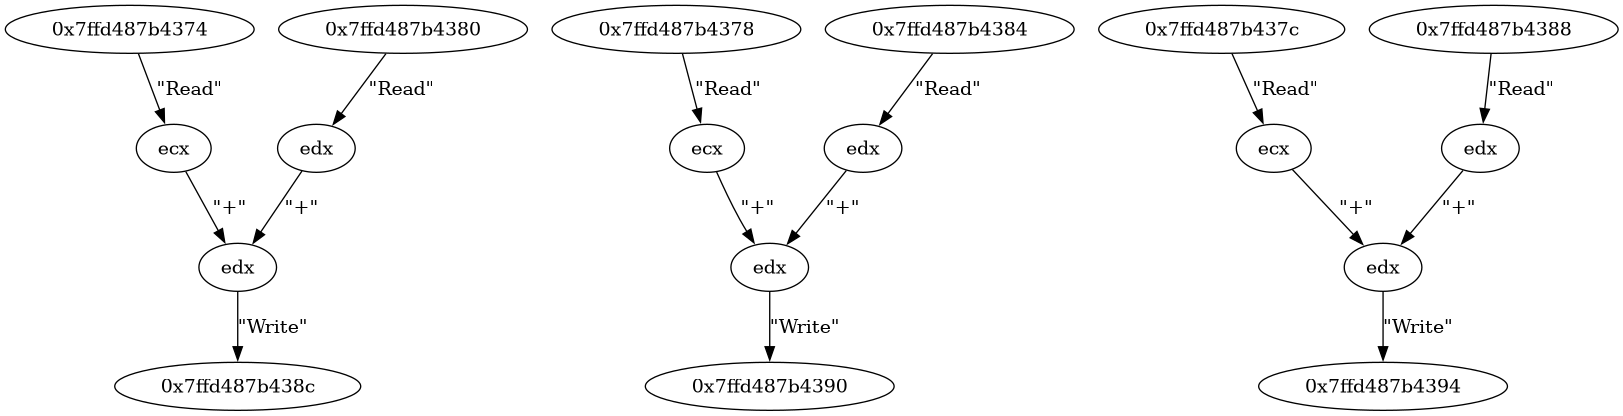 0x7ffd487b4374 0x7ffd487b4380 0x7ffd487b4378 0x7ffd487b4384 0x7ffd487b437c 0x7ffd487b4388
"Read" "Read" "Read" "Read" "Read" "Read"
ecx edx ecx edx ecx edx
"+" "+" "+" "+" "+" "+"
edx edx edx
"Write" "Write" "Write"
0x7ffd487b438c 0x7ffd487b4390 0x7ffd487b4394